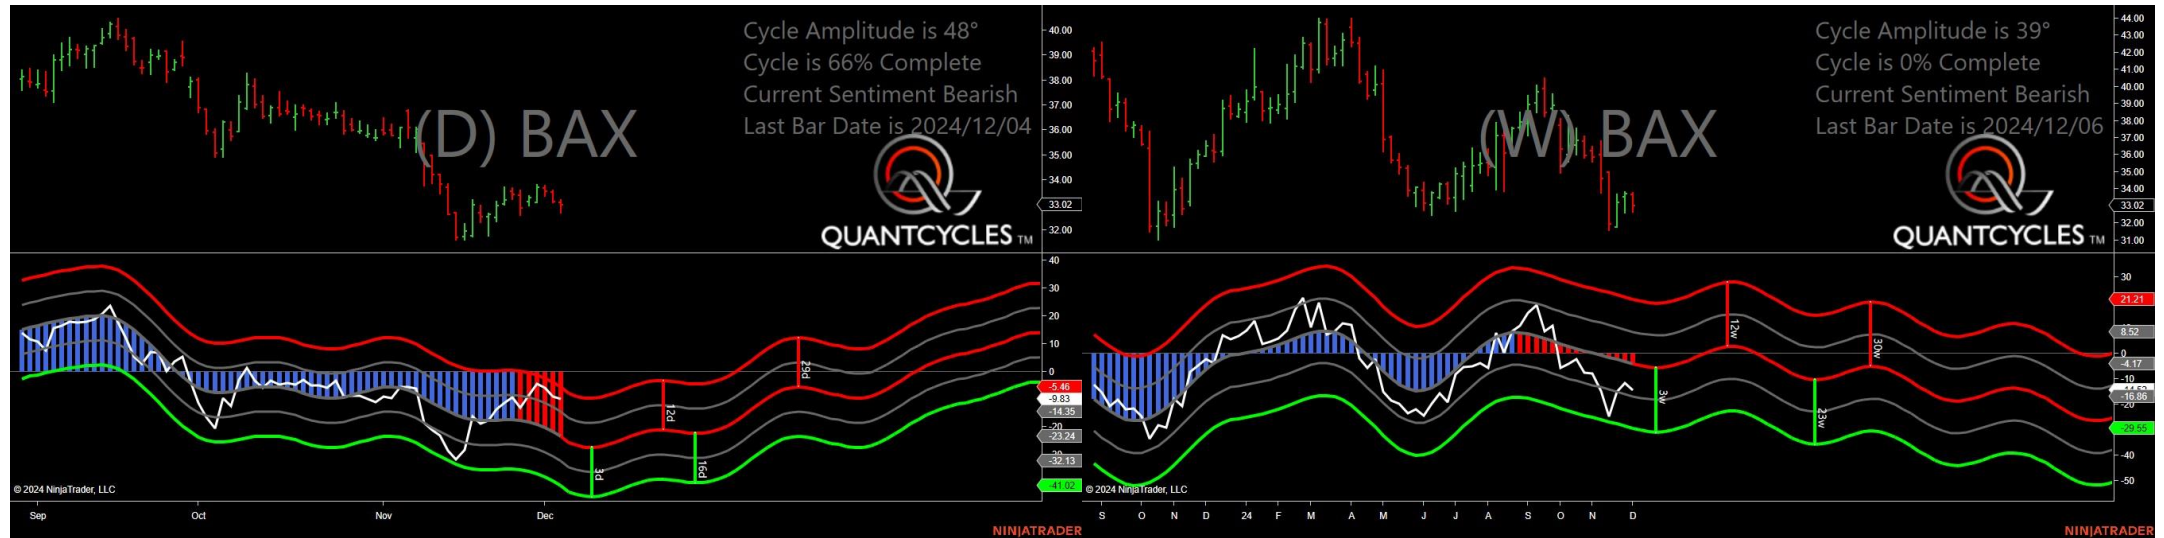 Cycle Amplitude is 48°
Cycle is 66% Complete
Current Sentiment Bearish
Last Bar Date is 2024/12/04
(D) BAX
QUANTCYCLES TM
40.00
39.00
38.00
37.00
36.00
35.00
34.00
33.02
32.00
40
30
20
10
0
-5.46
-9.83
-14.35
-20
-23.24
-32.13
-41.02
12d
29d
3d
16d
© 2024 NinjaTrader, LLC
Sep Oct Nov Dec
NINJATRADER
Cycle Amplitude is 39°
Cycle is 0% Complete
Current Sentiment Bearish
Last Bar Date is 2024/12/06
(W) BAX
QUANTCYCLES TM
44.00
43.00
42.00
41.00
40.00
39.00
38.00
37.00
36.00
35.00
34.00
33.02
32.00
31.00
30
21.21
8.52
0
-4.17
-10
-16.86
-20
-29.55
-40
-50
12w
30w
3w
23w
© 2024 NinjaTrader, LLC
S O N D 24 F M A M J J A S O N D
NINJATRADER